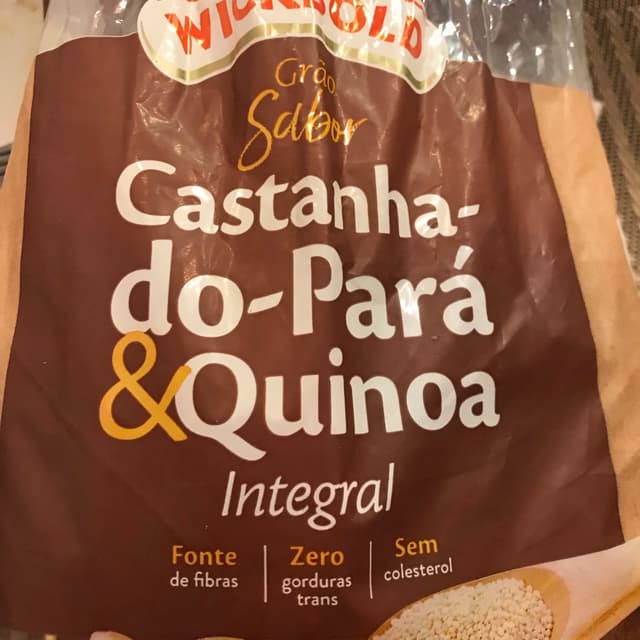 WICKBOLD
Grão
Sabor
Castanha-
do-Pará
&Quinoa
Integral
Fonte
de fibras
Zero
gorduras
trans
Sem
colesterol